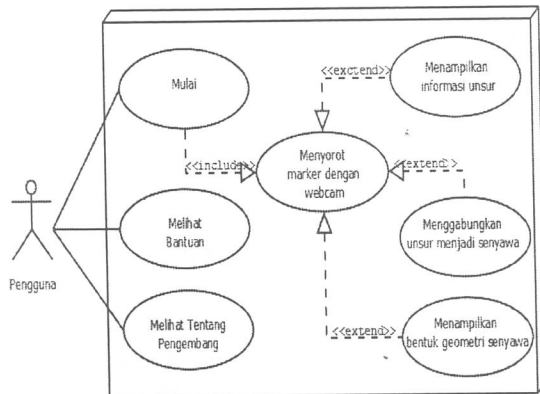 Mulai
<<exctend>>
Menampilkan
informasi unsur
<<include>>
Menyorot
marker dengan
webcam
<<extend>>
Pengguna
Melihat
Bantuan
Menggabungkan
unsur menjadi senyawa
Melihat Tentang
Pengembang
<<extend>>
Menampilkan
bentuk geometri senyawa